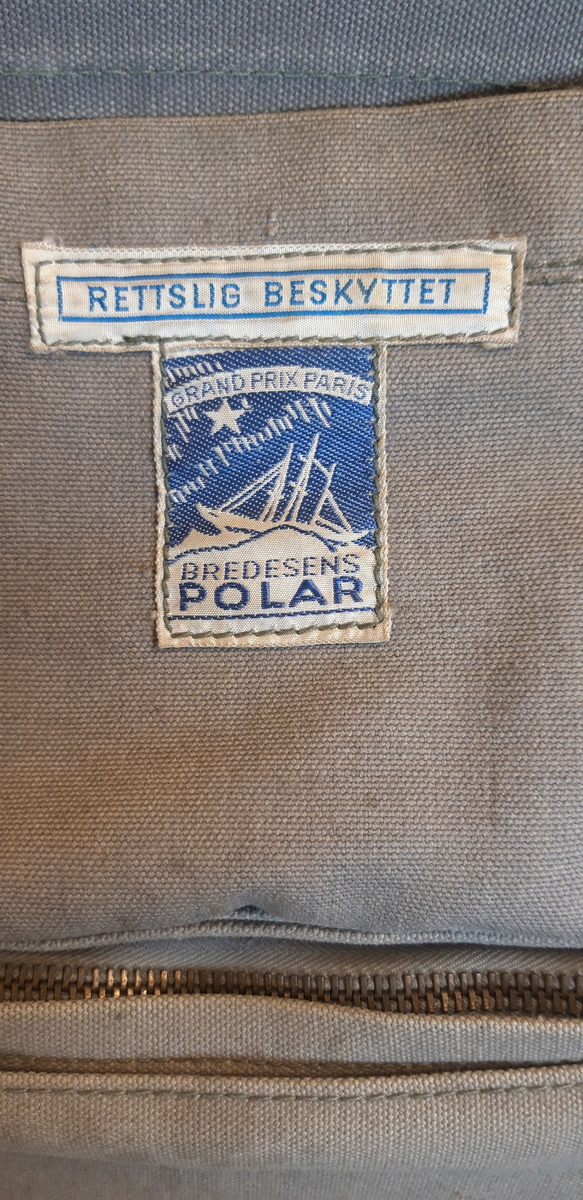 RETTSLIG BESKYTTET
GRAND PRIX PARIS
BREDESENS
POLAR